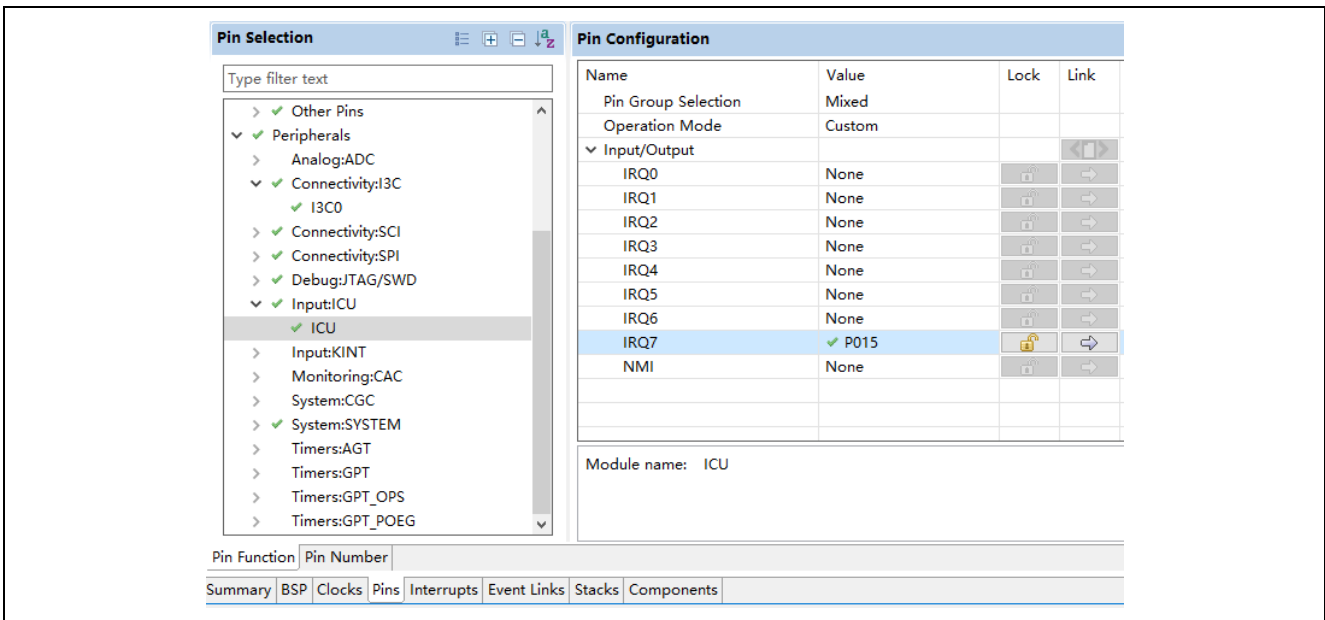 Pin Selection
Type filter text
Other Pins
Peripherals
Analog:ADC
Connectivity:I3C
I3C0
Connectivity:SCI
Connectivity:SPI
Debug:JTAG/SWD
Input:ICU
ICU
Input:KINT
Monitoring:CAC
System:CGC
System:SYSTEM
Timers:AGT
Timers:GPT
Timers:GPT_OPS
Timers:GPT_POEG
Pin Configuration
Name Value Lock Link
Pin Group Selection Mixed
Operation Mode Custom
Input/Output
IRQ0 None
IRQ1 None
IRQ2 None
IRQ3 None
IRQ4 None
IRQ5 None
IRQ6 None
IRQ7 P015
NMI None
Module name: ICU
Pin Function Pin Number
Summary BSP Clocks Pins Interrupts Event Links Stacks Components